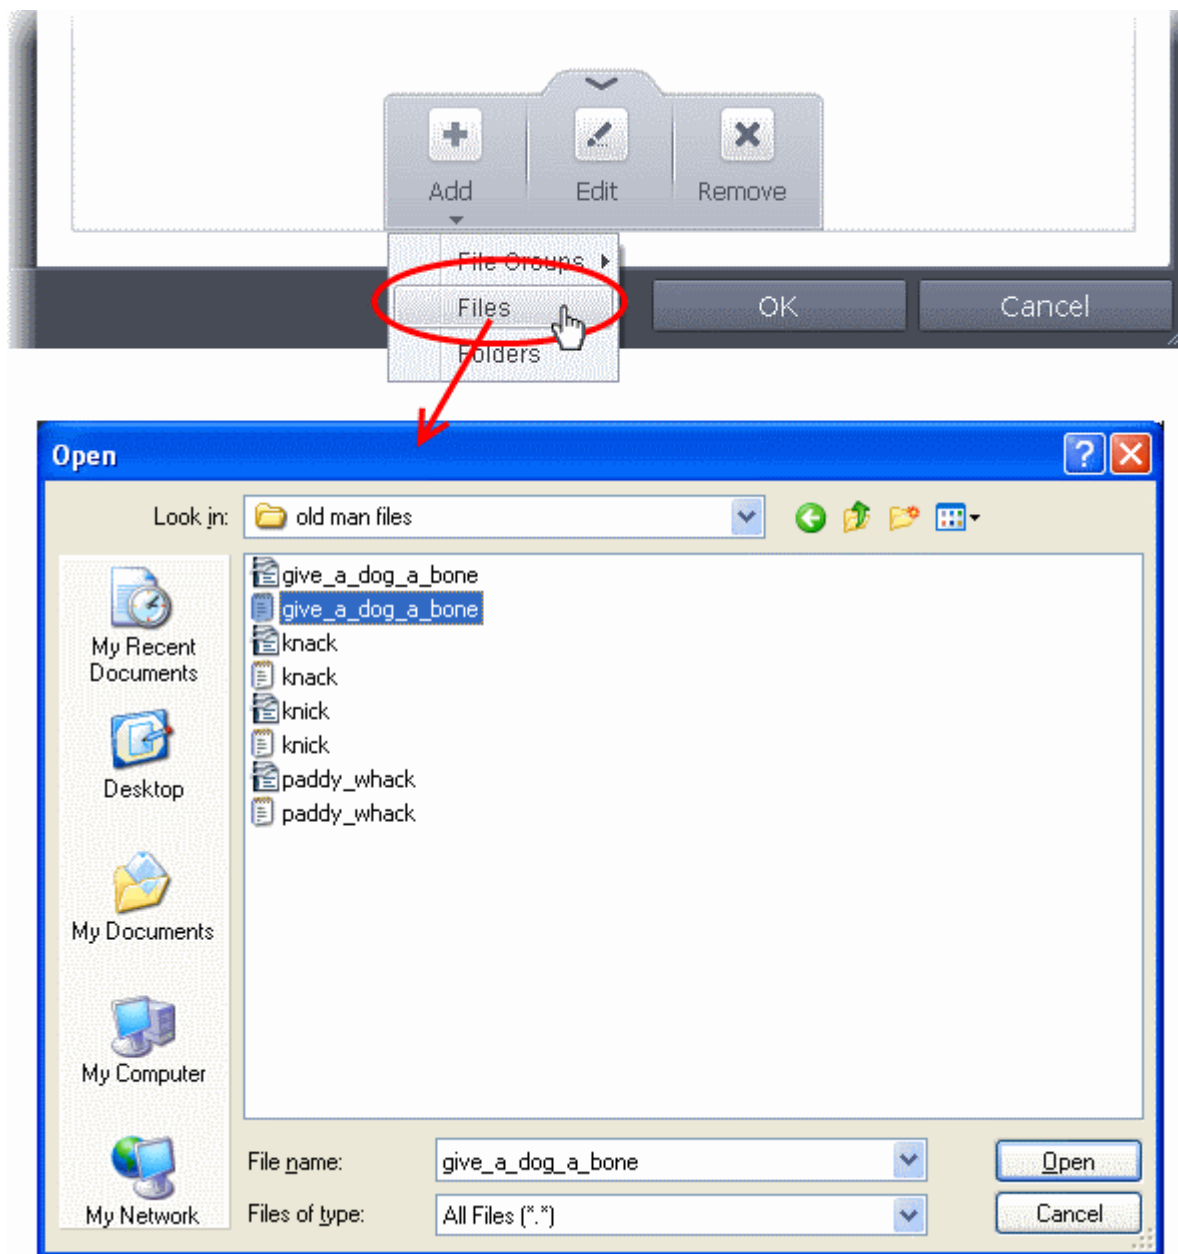 Add Edit Remove
File Groups
Files
OK Cancel
Folders
Open
Look in: old man files
give_a_dog_a_bone
give_a_dog_a_bone
knack
knack
knick
knick
paddy_whack
paddy_whack
My Recent
Documents
Desktop
My Documents
My Computer
My Network
File name: give_a_dog_a_bone Open
Files of type: All Files (*.*) Cancel